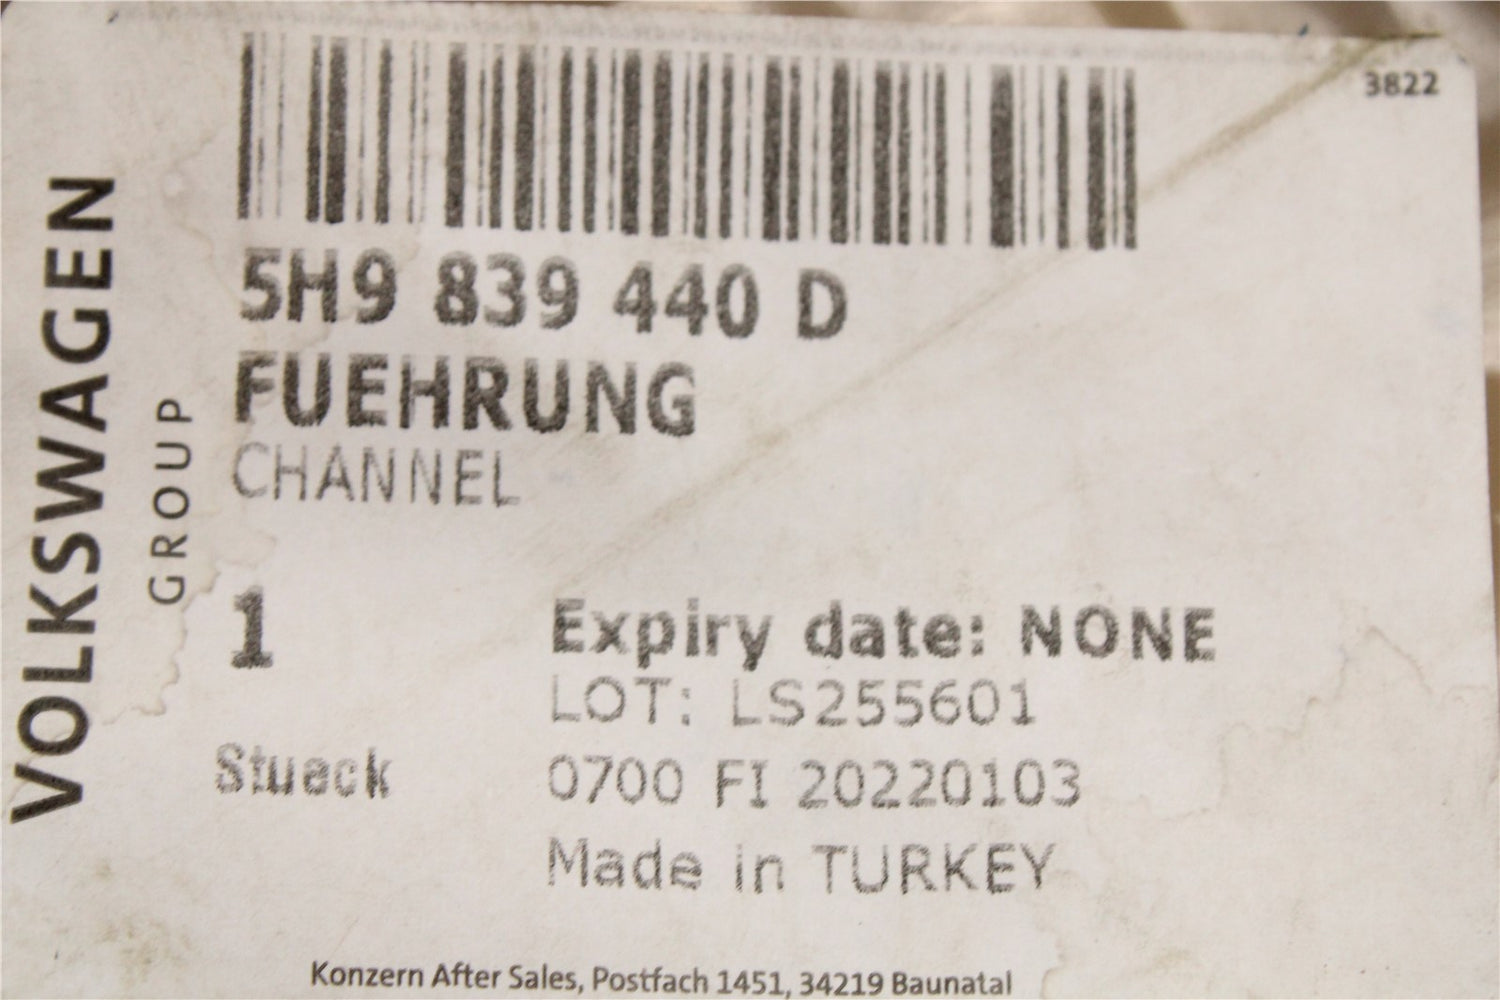 3822
VOLKSWAGEN
GROUP
5H9 839 440 D
FUEHRUNG
CHANNEL
1
Expiry date: NONE
LOT: LS255601
Stueck
0700 FI 20220103
Made in TURKEY
Konzern After Sales, Postfach 1451, 34219 Baunatal